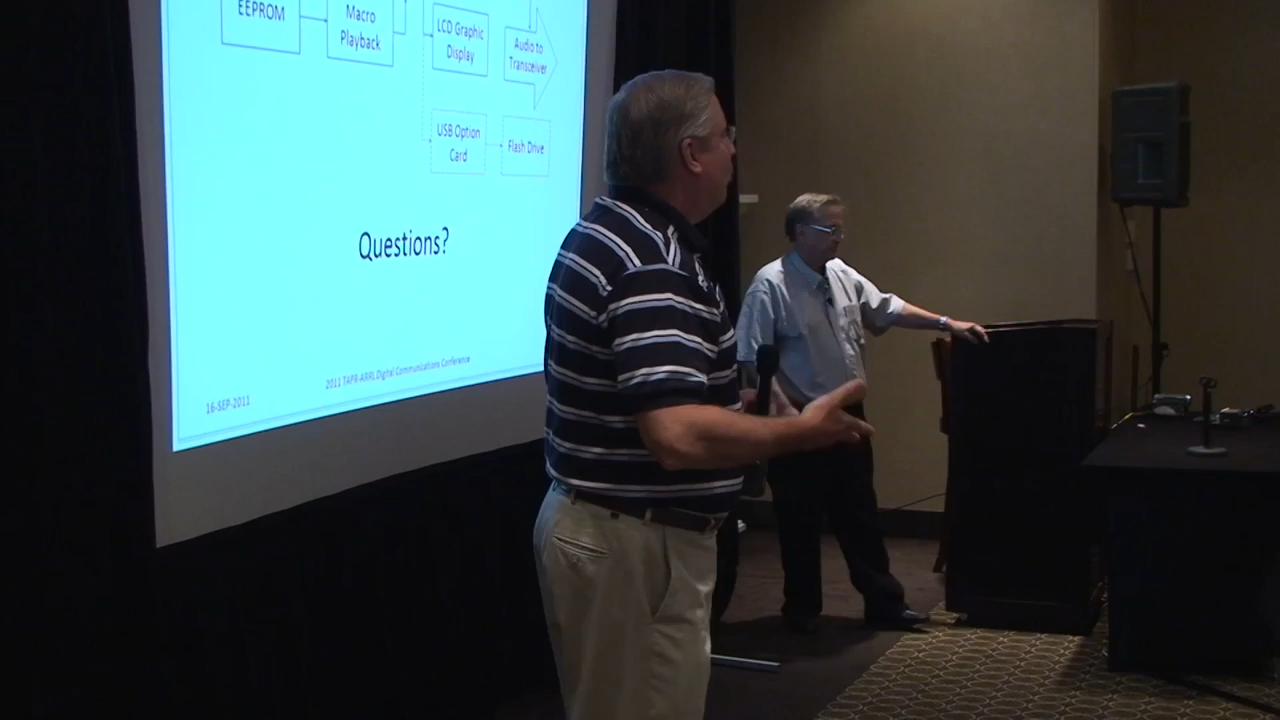 EEPROM
Macro
Playback
LCD Graphic
Display
Audio to
Transceiver
USB Option
Card
Flash Drive
Questions?
2011 TAPR-ARRL Digital Communications Conference
16-SEP-2011